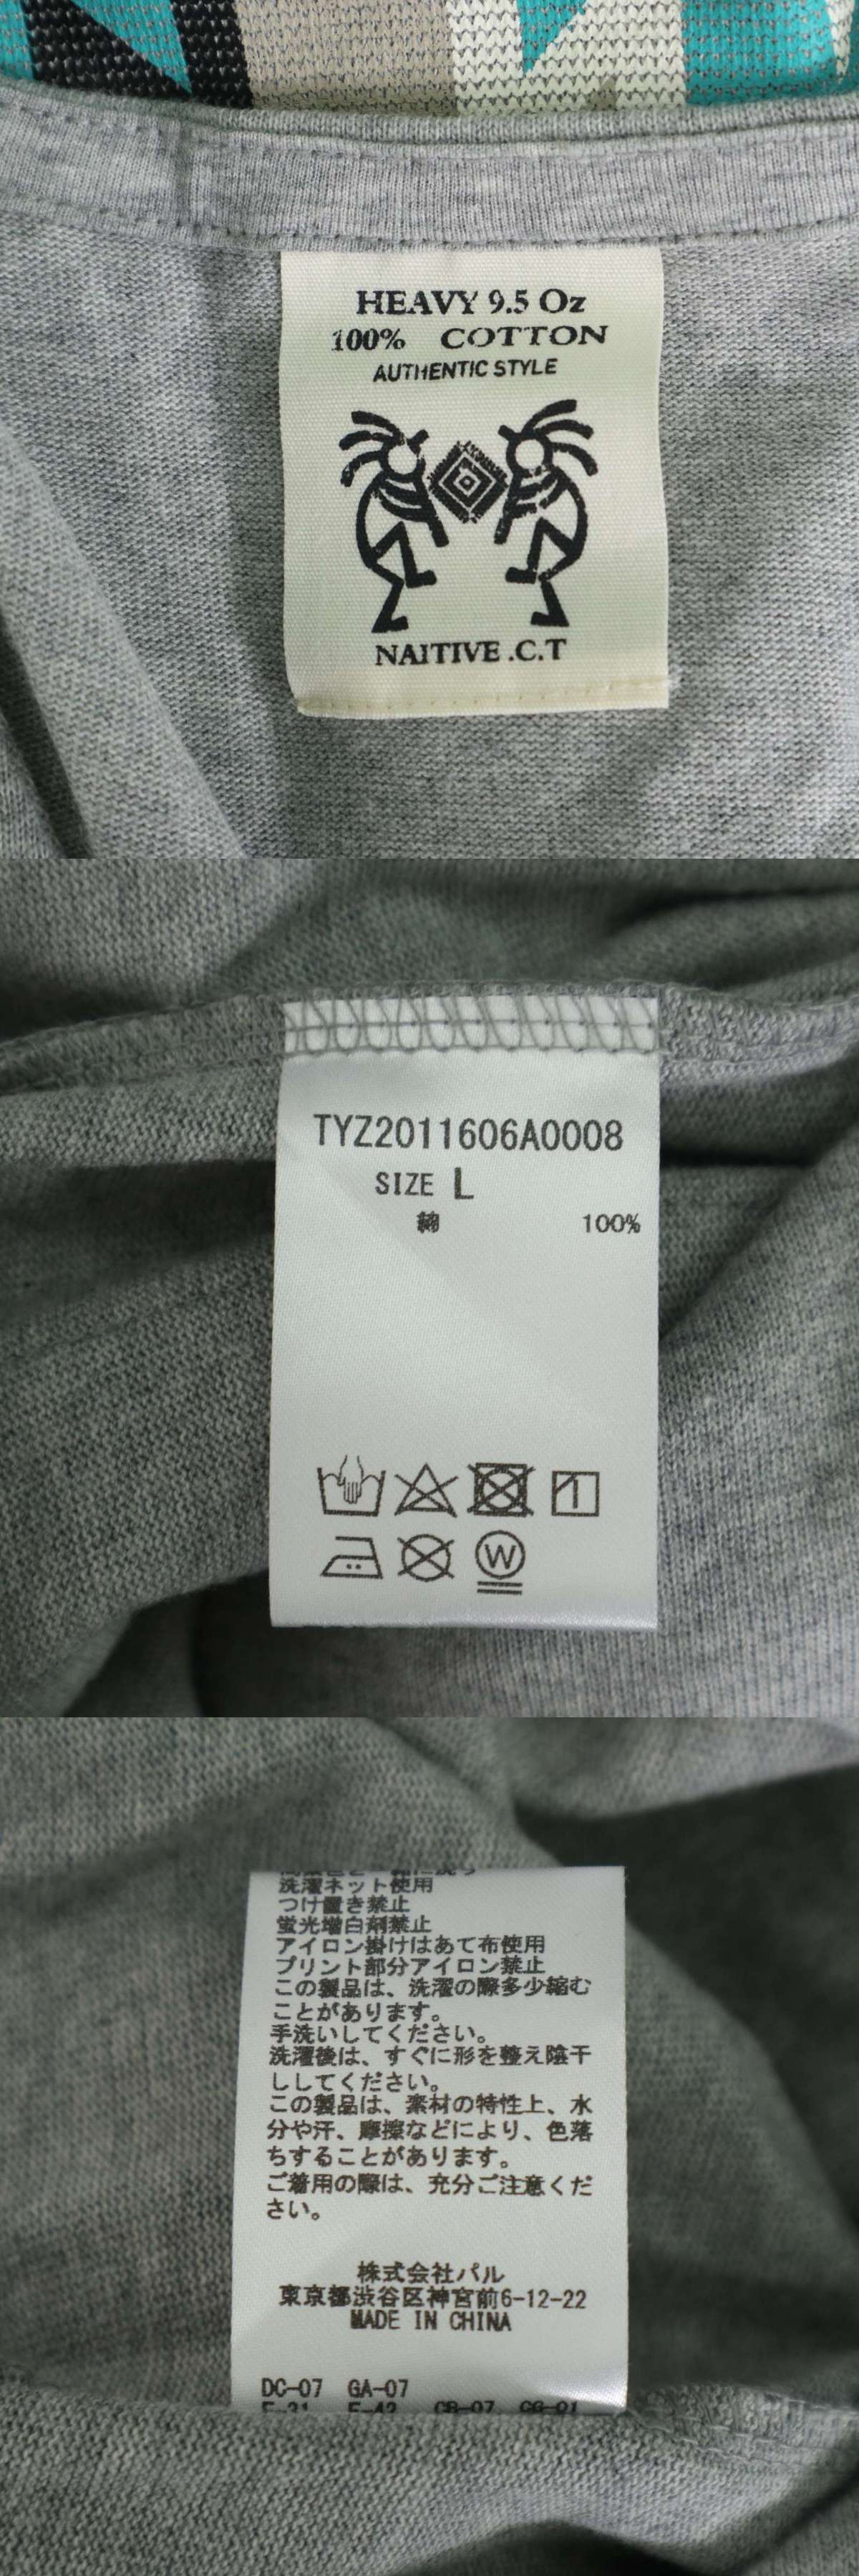 HEAVY 9.5 Oz
100% COTTON
AUTHENTIC STYLE
NAITIVE .C.T
TYZ2011606A0008
SIZE L
綿 100%
W
洗濯ネット使用
つけ置き禁止
蛍光増白剤禁止
アイロン掛けはあて布使用
プリント部分アイロン禁止
この製品は、洗濯の際多少縮む
ことがあります。
手洗いしてください。
洗濯後は、すぐに形を整え陰干
ししてください。
この製品は、素材の特性上、水
分や汗、摩擦などにより、色落
ちすることがあります。
ご着用の際は、充分ご注意くだ
さい。
株式会社パル
東京都渋谷区神宮前6-12-22
MADE IN CHINA
DC-07 GA-07